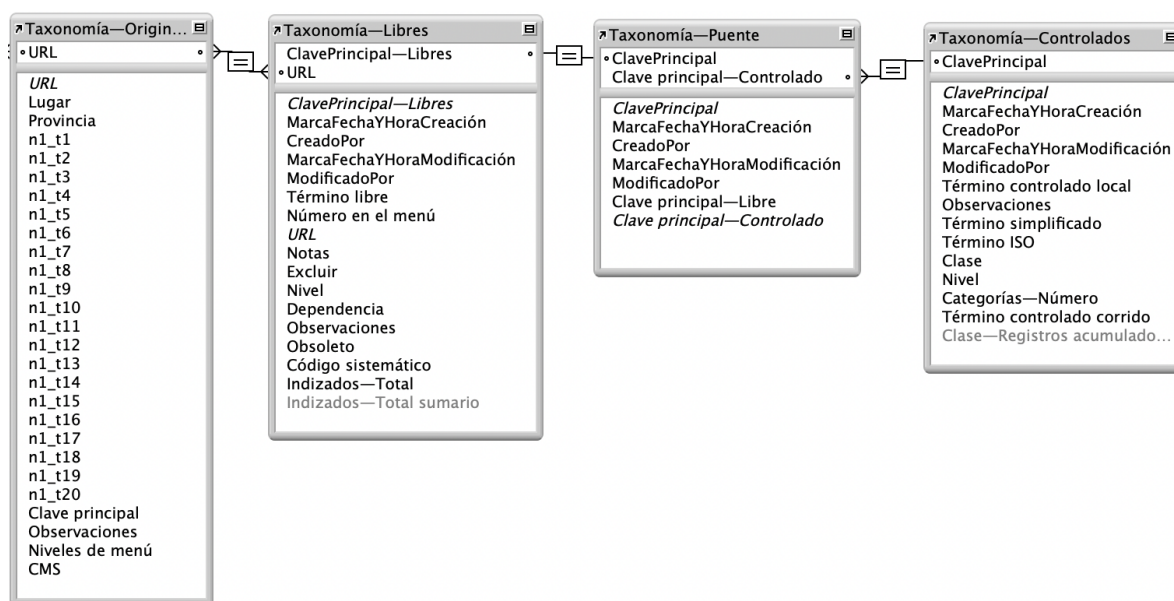 Taxonomía—Origin...
URL
URL
Lugar
Provincia
n1_t1
n1_t2
n1_t3
n1_t4
n1_t5
n1_t6
n1_t7
n1_t8
n1_t9
n1_t10
n1_t11
n1_t12
n1_t13
n1_t14
n1_t15
n1_t16
n1_t17
n1_t18
n1_t19
n1_t20
Clave principal
Observaciones
Niveles de menú
CMS
=
Taxonomía—Libres
ClavePrincipal—Libres
URL
ClavePrincipal—Libres
MarcaFechaYHoraCreación
CreadoPor
MarcaFechaYHoraModificación
ModificadoPor
Término libre
Número en el menú
URL
Notas
Excluir
Nivel
Dependencia
Observaciones
Obsoleto
Código sistemático
Indizados—Total
Indizados—Total sumario
=
Taxonomía—Puente
ClavePrincipal
Clave principal—Controlado
ClavePrincipal
MarcaFechaYHoraCreación
CreadoPor
MarcaFechaYHoraModificación
ModificadoPor
Clave principal—Libre
Clave principal—Controlado
=
Taxonomía—Controlados
ClavePrincipal
ClavePrincipal
MarcaFechaYHoraCreación
CreadoPor
MarcaFechaYHoraModificación
ModificadoPor
Término controlado local
Observaciones
Término simplificado
Término ISO
Clase
Nivel
Categorías—Número
Término controlado corrido
Clase—Registros acumulado...